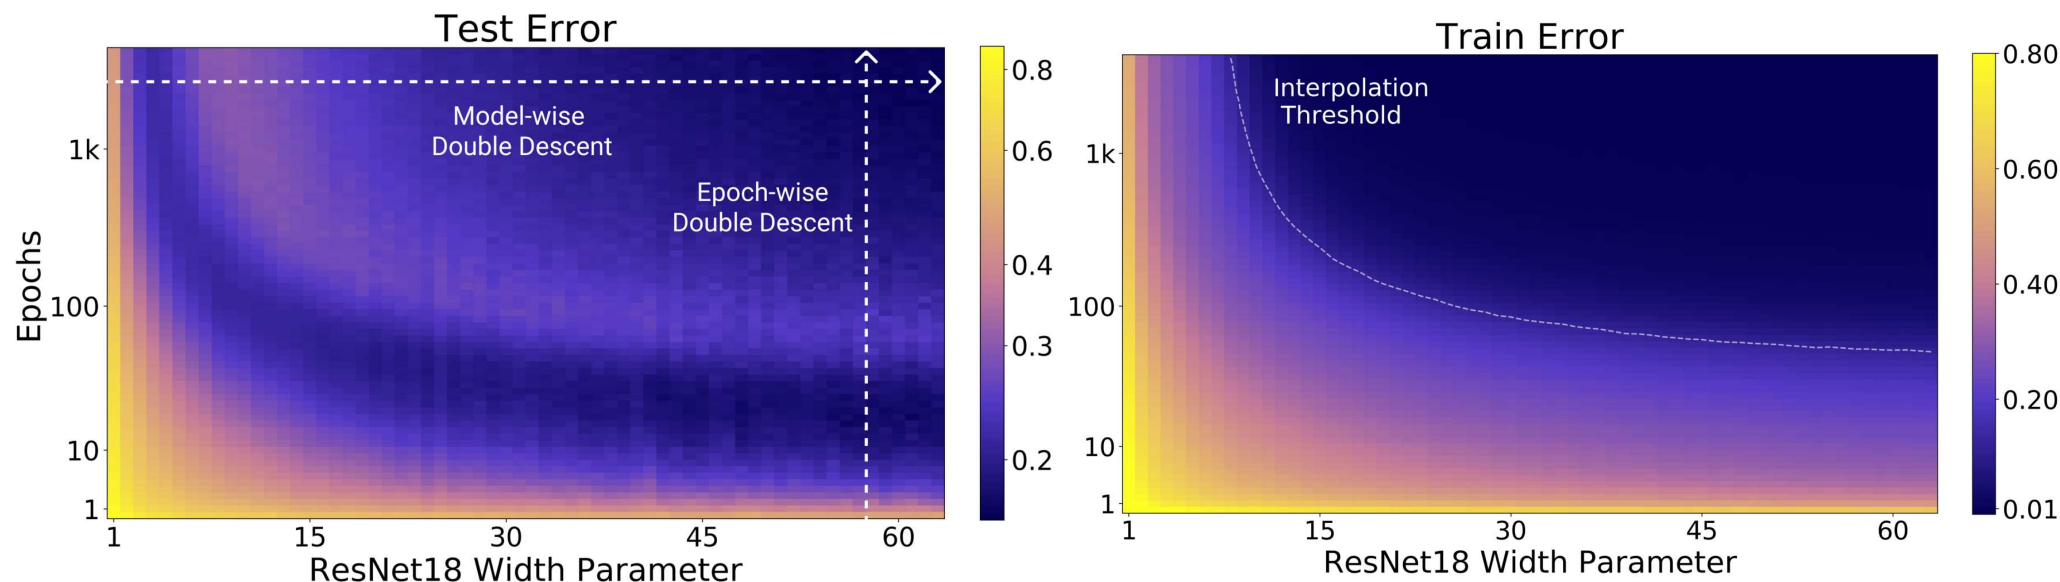 Test Error
Model-wise
Double Descent
Epoch-wise
Double Descent
1k
100
10
1
Epochs
1
15
30
45
60
ResNet18 Width Parameter
0.8
0.6
0.4
0.3
0.2
Train Error
Interpolation
Threshold
1k
100
10
1
1
15
30
45
60
ResNet18 Width Parameter
0.80
0.60
0.40
0.20
0.01